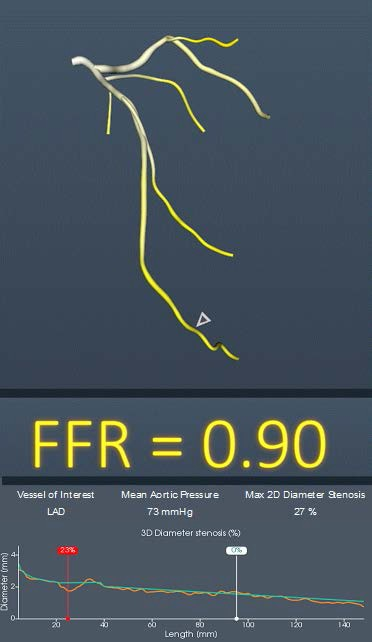 FFR = 0.90
Vessel of Interest Mean Aortic Pressure Max 2D Diameter Stenosis
LAD 73 mmHg 27 %
3D Diameter stenosis (%)
23% 0%
Diameter (mm)
4
2
0
20 40 60 80 100 120 140
Length (mm)